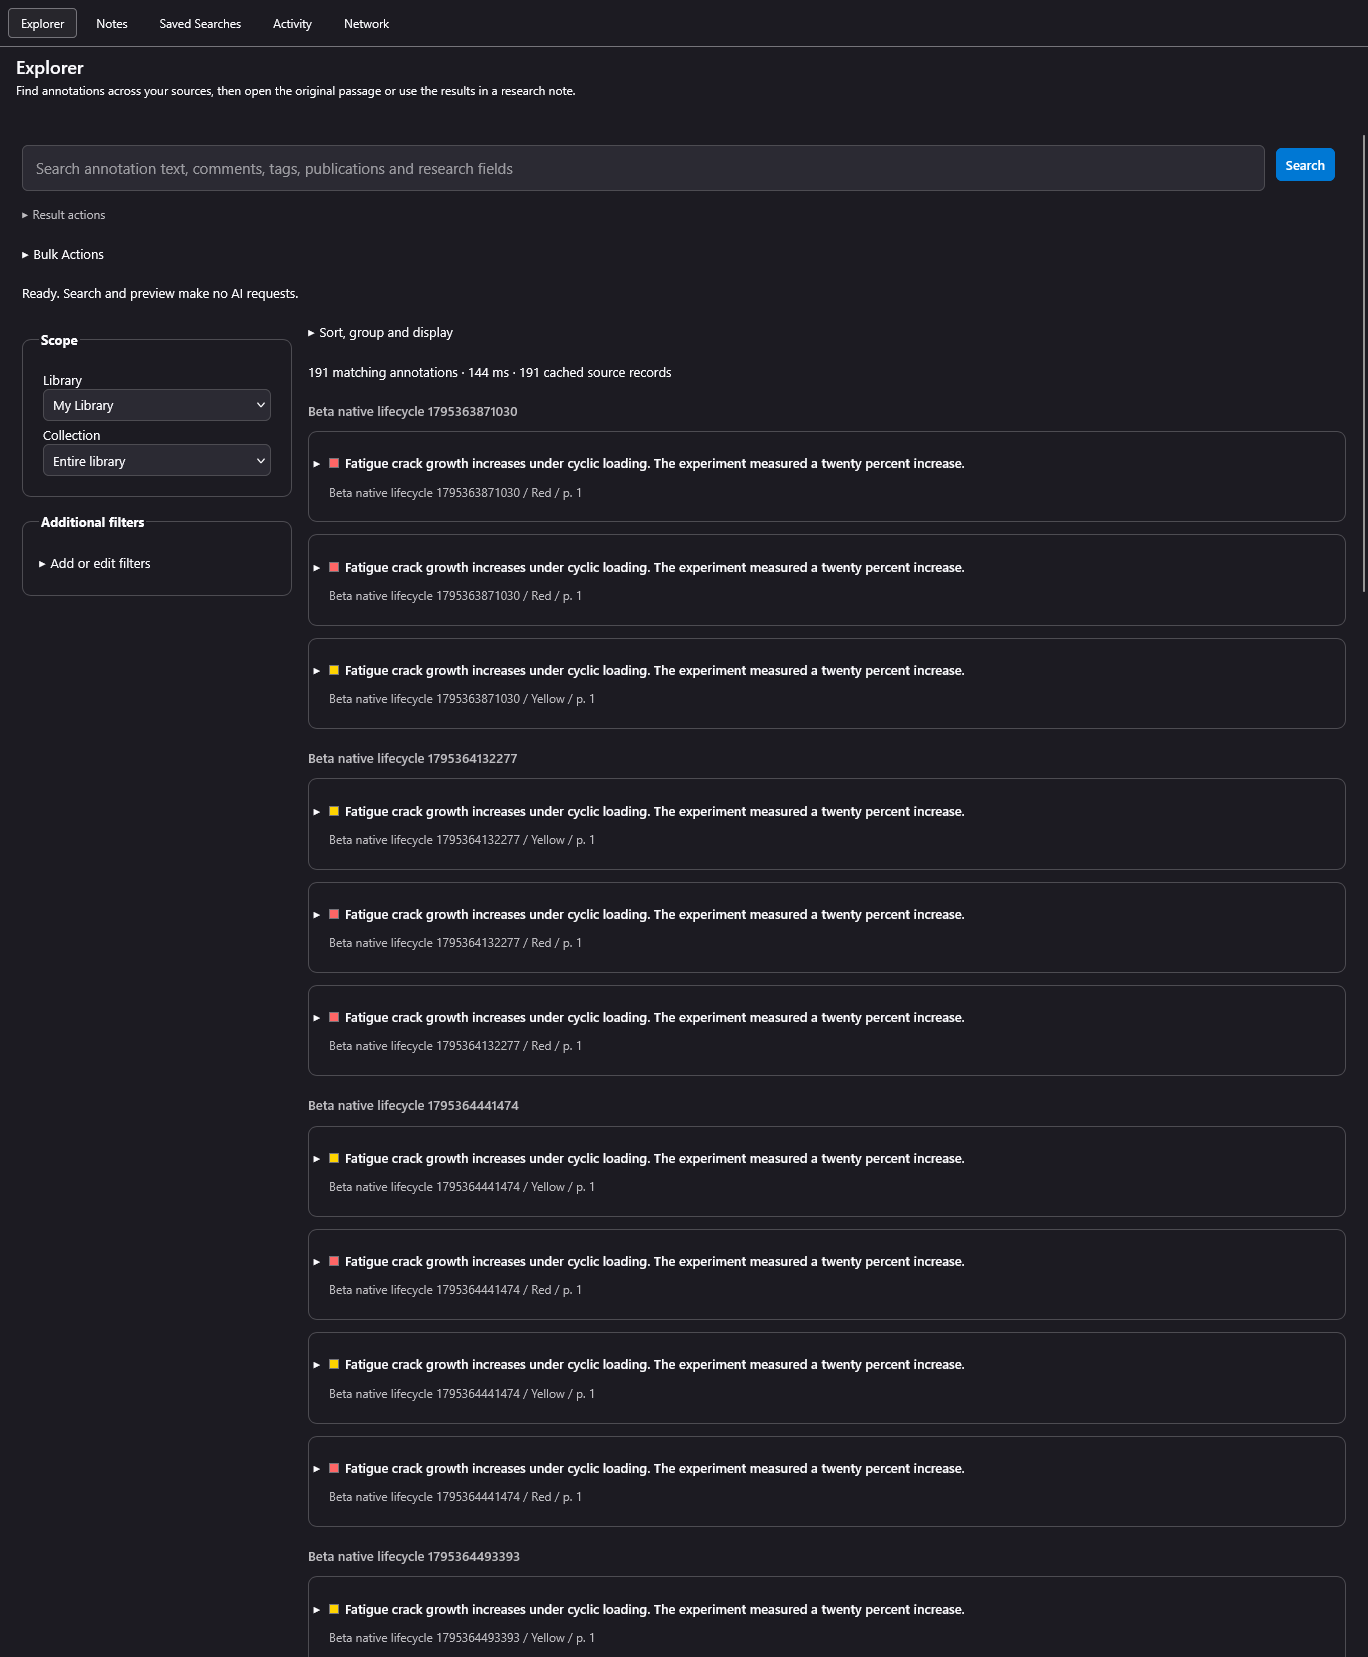 Explorer Notes Saved Searches Activity Network
Explorer
Find annotations across your sources, then open the original passage or use the results in a research note.
Search annotation text, comments, tags, publications and research fields
Search
Result actions
Bulk Actions
Ready. Search and preview make no AI requests.
Scope
Library
My Library
Collection
Entire library
Additional filters
Add or edit filters
Sort, group and display
191 matching annotations · 144 ms · 191 cached source records
Beta native lifecycle 1795363871030
Fatigue crack growth increases under cyclic loading. The experiment measured a twenty percent increase.
Beta native lifecycle 1795363871030 / Red / p. 1
Fatigue crack growth increases under cyclic loading. The experiment measured a twenty percent increase.
Beta native lifecycle 1795363871030 / Red / p. 1
Fatigue crack growth increases under cyclic loading. The experiment measured a twenty percent increase.
Beta native lifecycle 1795363871030 / Yellow / p. 1
Beta native lifecycle 1795364132277
Fatigue crack growth increases under cyclic loading. The experiment measured a twenty percent increase.
Beta native lifecycle 1795364132277 / Yellow / p. 1
Fatigue crack growth increases under cyclic loading. The experiment measured a twenty percent increase.
Beta native lifecycle 1795364132277 / Red / p. 1
Fatigue crack growth increases under cyclic loading. The experiment measured a twenty percent increase.
Beta native lifecycle 1795364132277 / Red / p. 1
Beta native lifecycle 1795364441474
Fatigue crack growth increases under cyclic loading. The experiment measured a twenty percent increase.
Beta native lifecycle 1795364441474 / Yellow / p. 1
Fatigue crack growth increases under cyclic loading. The experiment measured a twenty percent increase.
Beta native lifecycle 1795364441474 / Red / p. 1
Fatigue crack growth increases under cyclic loading. The experiment measured a twenty percent increase.
Beta native lifecycle 1795364441474 / Yellow / p. 1
Fatigue crack growth increases under cyclic loading. The experiment measured a twenty percent increase.
Beta native lifecycle 1795364441474 / Red / p. 1
Beta native lifecycle 1795364493393
Fatigue crack growth increases under cyclic loading. The experiment measured a twenty percent increase.
Beta native lifecycle 1795364493393 / Yellow / p. 1